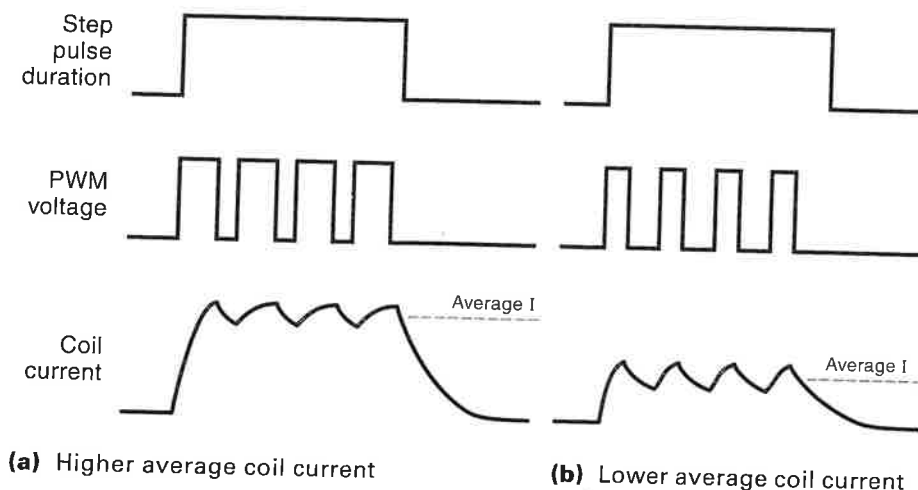 Step
pulse
duration
PWM
voltage
Coil
current
Average I
Average I
(a) Higher average coil current
(b) Lower average coil current